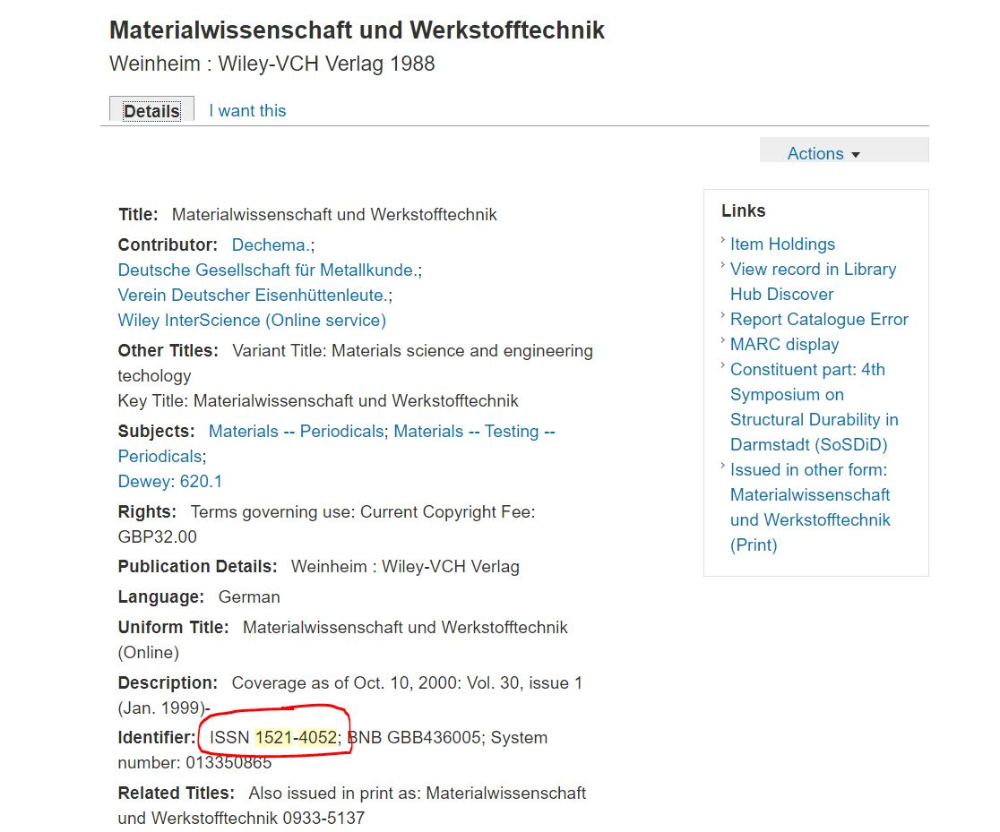 Materialwissenschaft und Werkstofftechnik
Weinheim : Wiley-VCH Verlag 1988
Details I want this
Actions
Title: Materialwissenschaft und Werkstofftechnik
Contributor: Dechema.;
Deutsche Gesellschaft für Metallkunde.;
Verein Deutscher Eisenhüttenleute.;
Wiley InterScience (Online service)
Other Titles: Variant Title: Materials science and engineering
techology
Key Title: Materialwissenschaft und Werkstofftechnik
Subjects: Materials -- Periodicals; Materials -- Testing --
Periodicals;
Dewey: 620.1
Rights: Terms governing use: Current Copyright Fee:
GBP32.00
Publication Details: Weinheim : Wiley-VCH Verlag
Language: German
Uniform Title: Materialwissenschaft und Werkstofftechnik
(Online)
Description: Coverage as of Oct. 10, 2000: Vol. 30, issue 1
(Jan. 1999)-
Identifier: ISSN 1521-4052; BNB GBB436005; System
number: 013350865
Related Titles: Also issued in print as: Materialwissenschaft
und Werkstofftechnik 0933-5137
Links
Item Holdings
View record in Library
Hub Discover
Report Catalogue Error
MARC display
Constituent part: 4th
Symposium on
Structural Durability in
Darmstadt (SoSDiD)
Issued in other form:
Materialwissenschaft
und Werkstofftechnik
(Print)